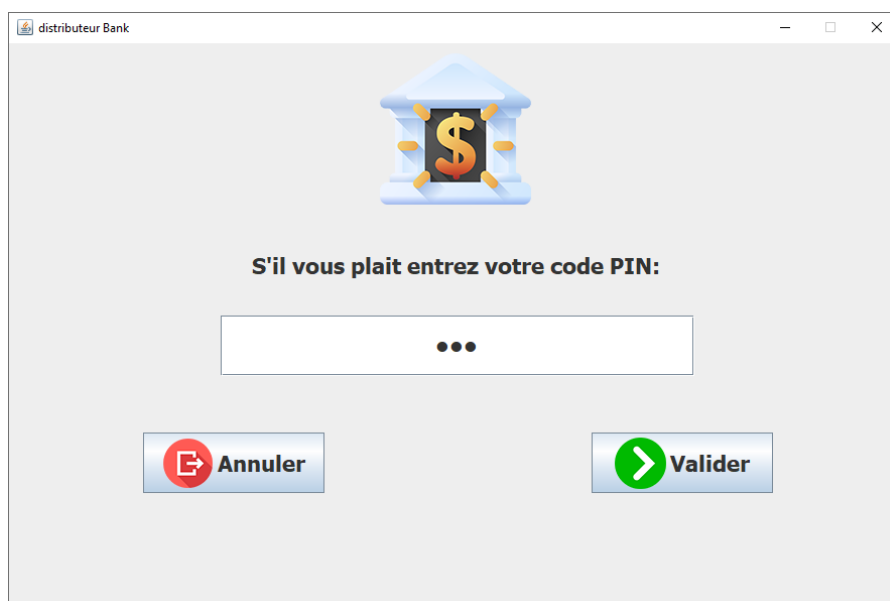 distributeur Bank
$
S'il vous plait entrez votre code PIN:
●●●
Annuler
Valider